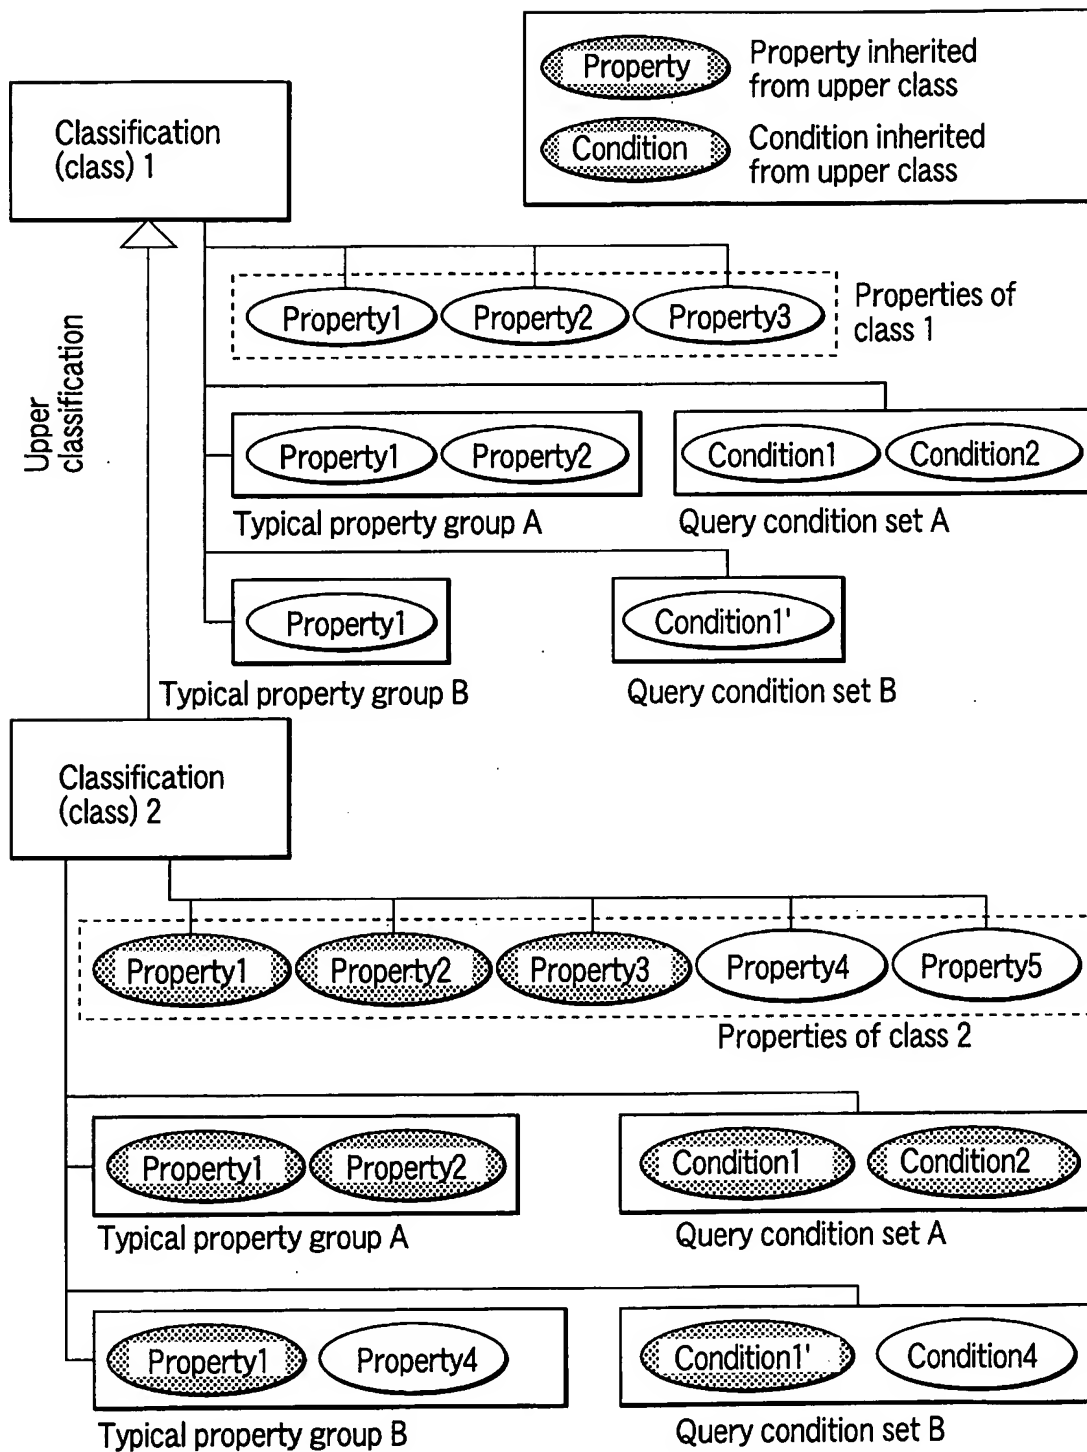 Property
Property inherited
from upper class
Condition
Condition inherited
from upper class
Classification
(class) 1
Upper
classification
Property1
Property2
Property3
Properties of
class 1
Property1
Property2
Condition1
Condition2
Typical property group A
Query condition set A
Property1
Condition1'
Typical property group B
Query condition set B
Classification
(class) 2
Property1
Property2
Property3
Property4
Property5
Properties of class 2
Property1
Property2
Condition1
Condition2
Typical property group A
Query condition set A
Property1
Property4
Condition1'
Condition4
Typical property group B
Query condition set B